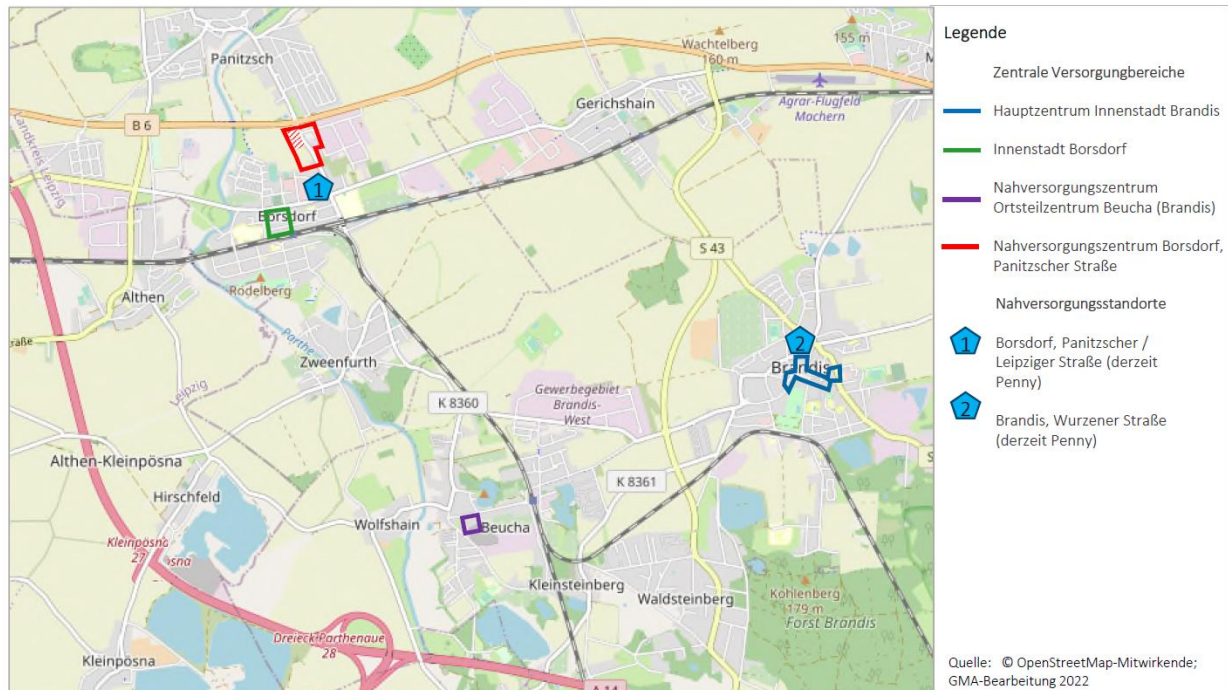 Panitzsch
Wachtelberg
160 m
155 m
Gerichshain
Agrar-Flugfeld
Machern
B 6
Landkreis Leipzig
1
Borsdorf
S 43
Althen
Rodelberg
Parthe
Zweenfurth
Leipzig
2
Brandis
Gewerbegebiet
Brandis-
West
K 8360
Althen-Kleinpösna
Hirschfeld
K 8361
Wolfshain
Beucha
Kleinpösna
27
Kleinsteinberg
Waldsteinberg
Kohlenberg
179 m
Forst Brandis
Dreieck Parthenaue
28
Kleinpösna
A 14
Legende
Zentrale Versorgungbereiche
Hauptzentrum Innenstadt Brandis
Innenstadt Borsdorf
Nahversorgungszentrum
Ortsteilzentrum Beucha (Brandis)
Nahversorgungszentrum Borsdorf,
Panitzscher Straße
Nahversorgungsstandorte
1
Borsdorf, Panitzscher /
Leipziger Straße (derzeit
Penny)
2
Brandis, Wurzener Straße
(derzeit Penny)
Quelle: © OpenStreetMap-Mitwirkende;
GMA-Bearbeitung 2022